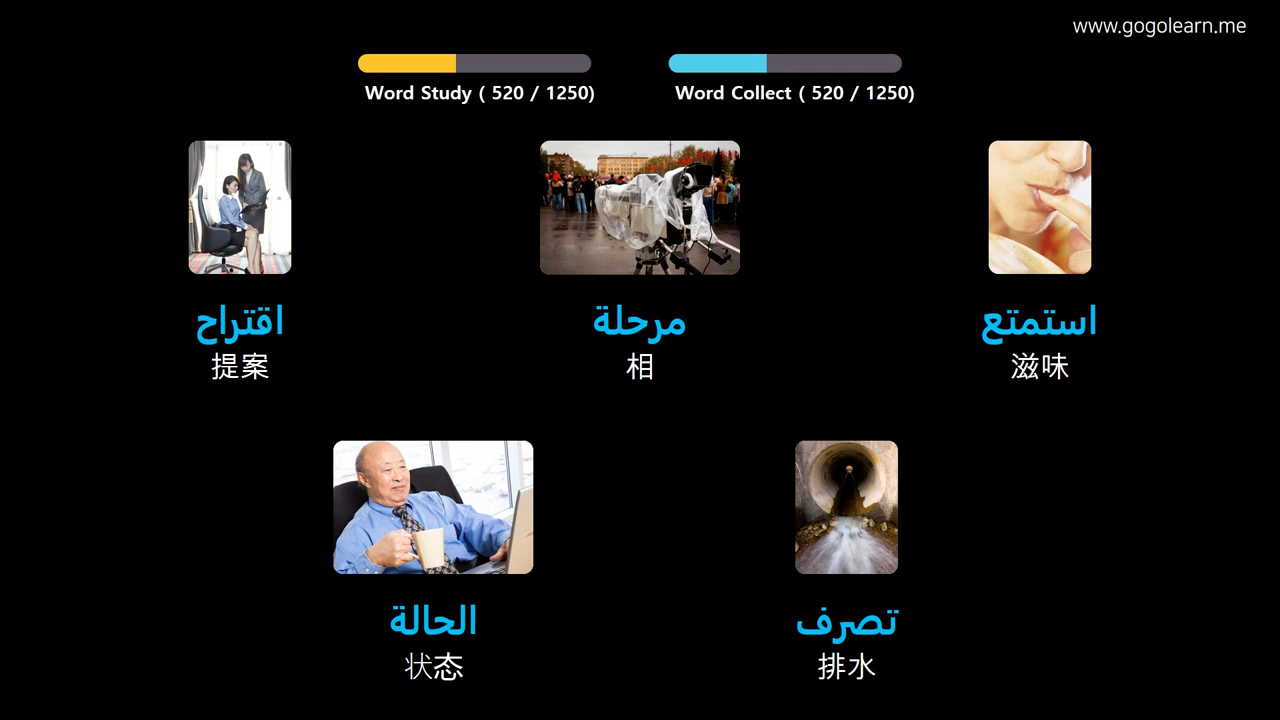 www.gogolearn.me
Word Study ( 520 / 1250)
Word Collect ( 520 / 1250)
اقتراح
提案
مرحلة
相
استمتع
滋味
الحالة
状态
تصرف
排水